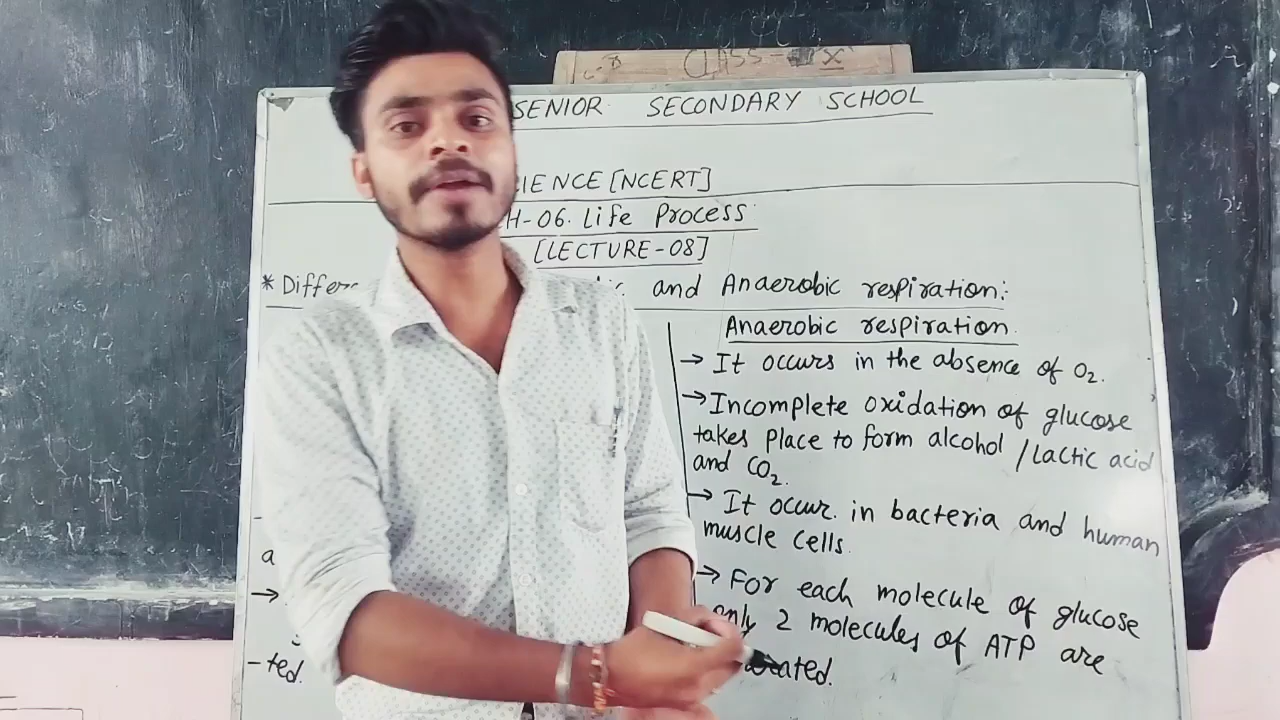 CLASS - X
SENIOR SECONDARY SCHOOL
IENCE [NCERT]
H-06. Life Process
[LECTURE-08]
* Differe and Anaerobic respiration:
Anaerobic respiration.
→ It occurs in the absence of O₂.
→ Incomplete oxidation of glucose
takes place to form alcohol / Lactic acid
and CO₂.
→ It occur. in bacteria and human
muscle cells.
→ For each molecule of glucose
only 2 molecules of ATP are
ated.
a
→
-ted.